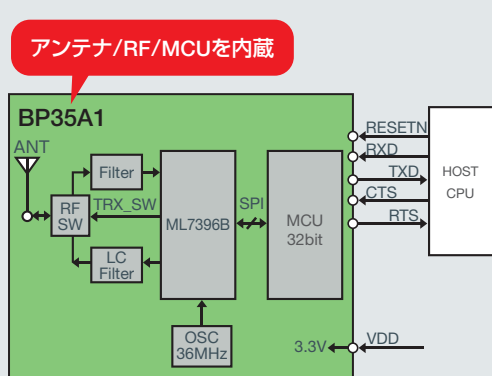 アンテナ/RF/MCUを内蔵
BP35A1
ANT
Filter
RF
SW
TRX_SW
LC
Filter
ML7396B
SPI
MCU
32bit
OSC
36MHz
3.3V
RESETN
RXD
TXD
CTS
RTS
VDD
HOST
CPU